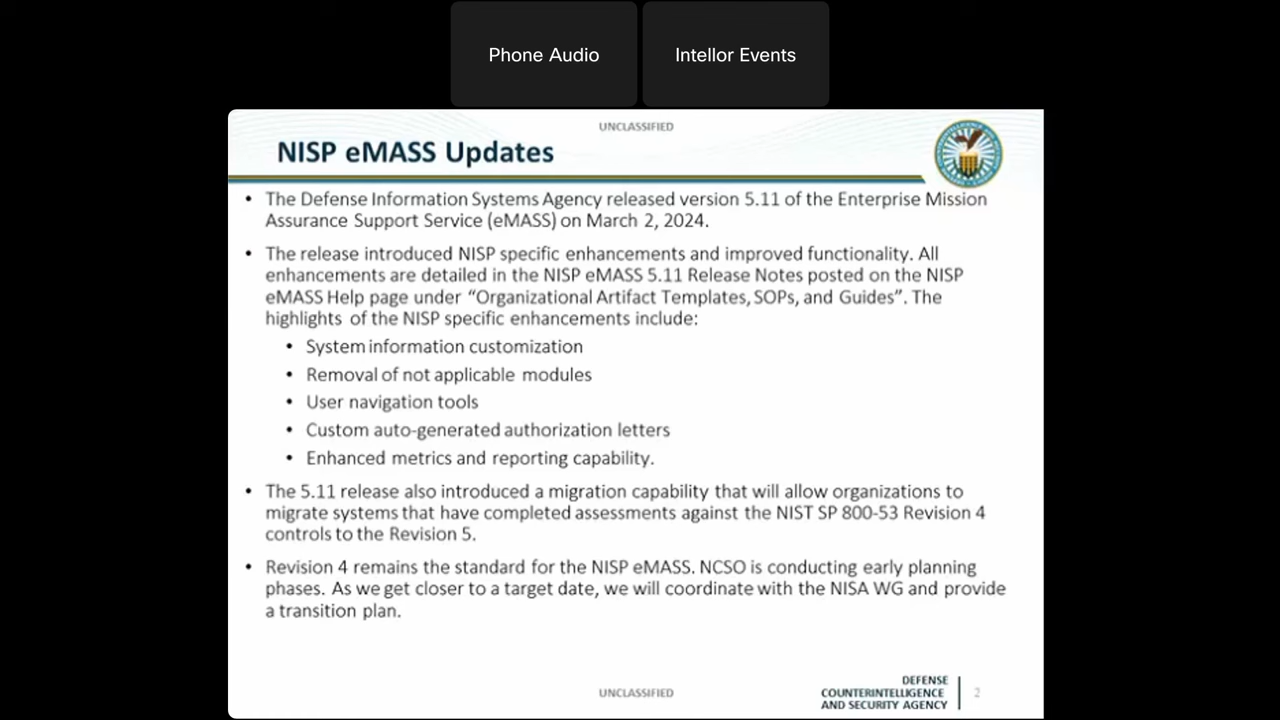 Phone Audio
Intellor Events
UNCLASSIFIED
NISP eMASS Updates
• The Defense Information Systems Agency released version 5.11 of the Enterprise Mission
Assurance Support Service (eMASS) on March 2, 2024.
• The release introduced NISP specific enhancements and improved functionality. All
enhancements are detailed in the NISP eMASS 5.11 Release Notes posted on the NISP
eMASS Help page under “Organizational Artifact Templates, SOPs, and Guides”. The
highlights of the NISP specific enhancements include:
• System information customization
• Removal of not applicable modules
• User navigation tools
• Custom auto-generated authorization letters
• Enhanced metrics and reporting capability.
• The 5.11 release also introduced a migration capability that will allow organizations to
migrate systems that have completed assessments against the NIST SP 800-53 Revision 4
controls to the Revision 5.
• Revision 4 remains the standard for the NISP eMASS. NCSO is conducting early planning
phases. As we get closer to a target date, we will coordinate with the NISA WG and provide
a transition plan.
UNCLASSIFIED
DEFENSE
COUNTERINTELLIGENCE
AND SECURITY AGENCY
2